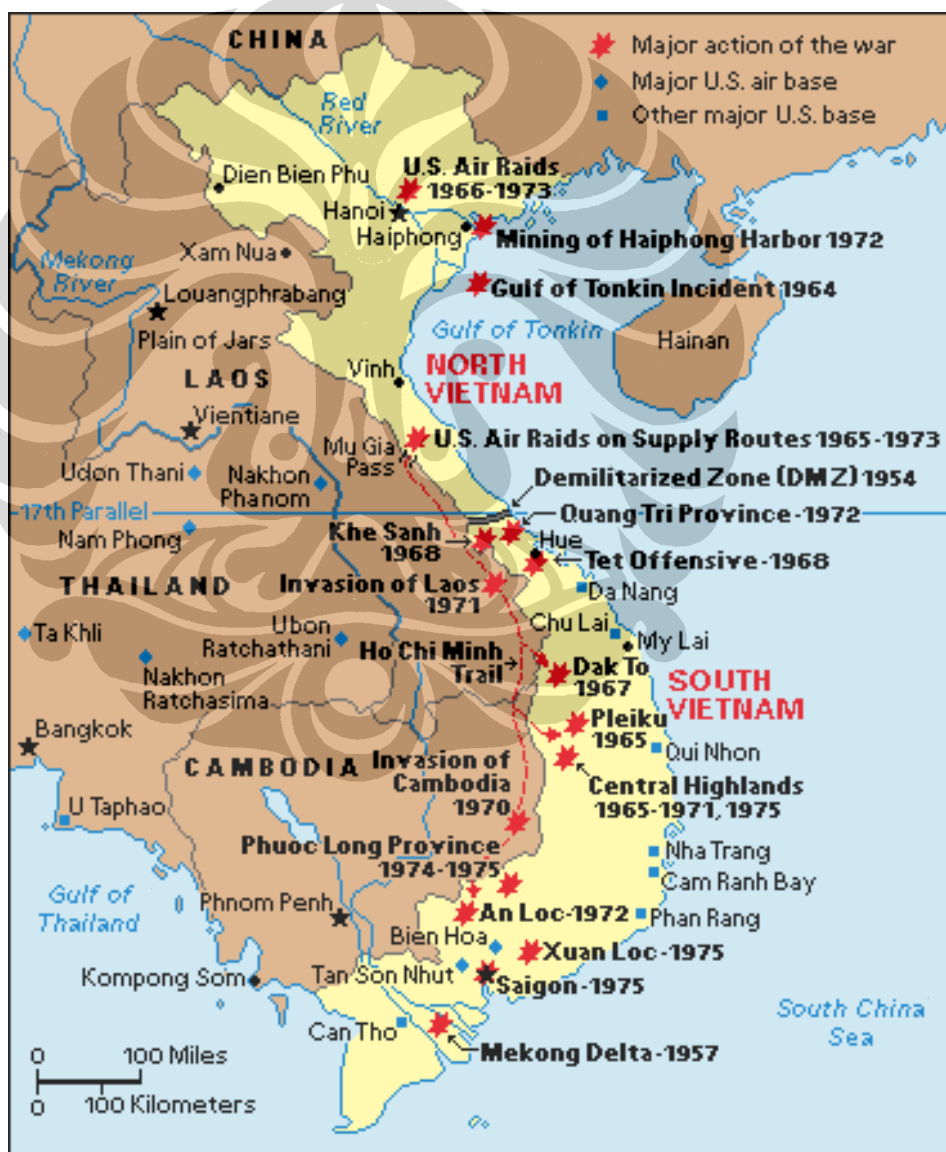 CHINA
Major action of the war
Major U.S. air base
Other major U.S. base
Red
River
Dien Bien Phu
U.S. Air Raids
1966-1973
Hanoi
Haiphong
Mining of Haiphong Harbor 1972
Xam Nua
Mekong
River
Louangphrabang
Gulf of Tonkin Incident 1964
Plain of Jars
Gulf of Tonkin
Hainan
LAOS
Vinh
NORTH
VIETNAM
Vientiane
Mu Gia
Pass
U.S. Air Raids on Supply Routes 1965-1973
Udon Thani
Nakhon
Phanom
Demilitarized Zone (DMZ) 1954
17th Parallel
Quang Tri Province-1972
Nam Phong
Khe Sanh
1968
Hue
Tet Offensive-1968
THAILAND
Invasion of Laos
1971
Da Nang
Ta Khli
Ubon
Ratchathani
Chu Lai
My Lai
Ho Chi Minh
Trail
Nakhon
Ratchasima
Dak To
1967
SOUTH
VIETNAM
Bangkok
Pleiku
1965
Qui Nhon
CAMBODIA
Invasion of
Cambodia
1970
Central Highlands
1965-1971, 1975
U Taphao
Phuoc Long Province
1974-1975
Nha Trang
Cam Ranh Bay
Gulf of
Thailand
Phnom Penh
An Loc-1972
Phan Rang
Bien Hoa
Xuan Loc-1975
Kompong Som
Tan Son Nhut
Saigon-1975
South China
Sea
Can Tho
Mekong Delta-1957
0
100 Miles
0
100 Kilometers